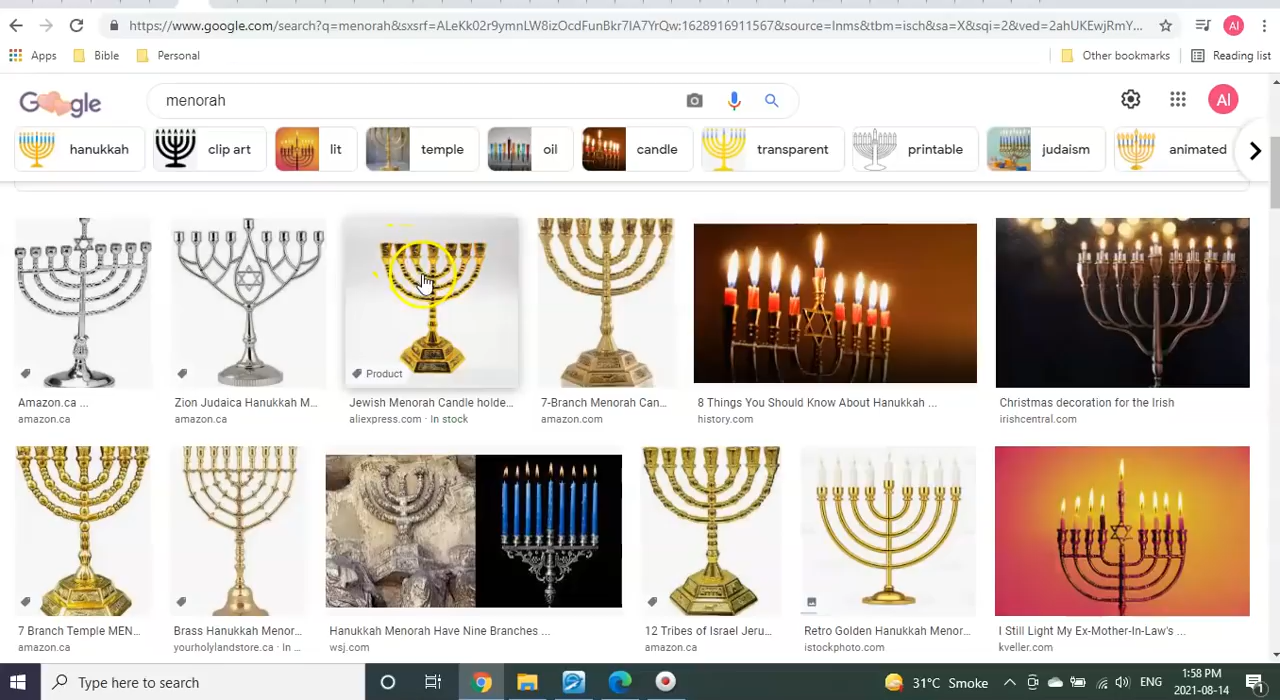 https://www.google.com/search?q=menorah&sxsrf=ALeKk02r9ymnLW8izOcdFunBkr7IA7YrQw:1628916911567&source=lnms&tbm=isch&sa=X&sqi=2&ved=2ahUKEwjRmY...
Al
Apps
Bible
Personal
Other bookmarks
Reading list
Google
menorah
Al
hanukkah
clip art
lit
temple
oil
candle
transparent
printable
judaism
animated
Product
Amazon.ca ...
Zion Judaica Hanukkah M...
Jewish Menorah Candle holde...
7-Branch Menorah Can...
8 Things You Should Know About Hanukkah ...
Christmas decoration for the Irish
amazon.ca
amazon.ca
aliexpress.com · In stock
amazon.com
history.com
irishcentral.com
7 Branch Temple MEN...
Brass Hanukkah Menor...
Hanukkah Menorah Have Nine Branches ...
12 Tribes of Israel Jeru...
Retro Golden Hanukkah Menor...
I Still Light My Ex-Mother-In-Law's ...
amazon.ca
yourholylandstore.ca · In ...
wsj.com
amazon.ca
istockphoto.com
kveller.com
Type here to search
31°C Smoke
ENG
1:58 PM
2021-08-14
1